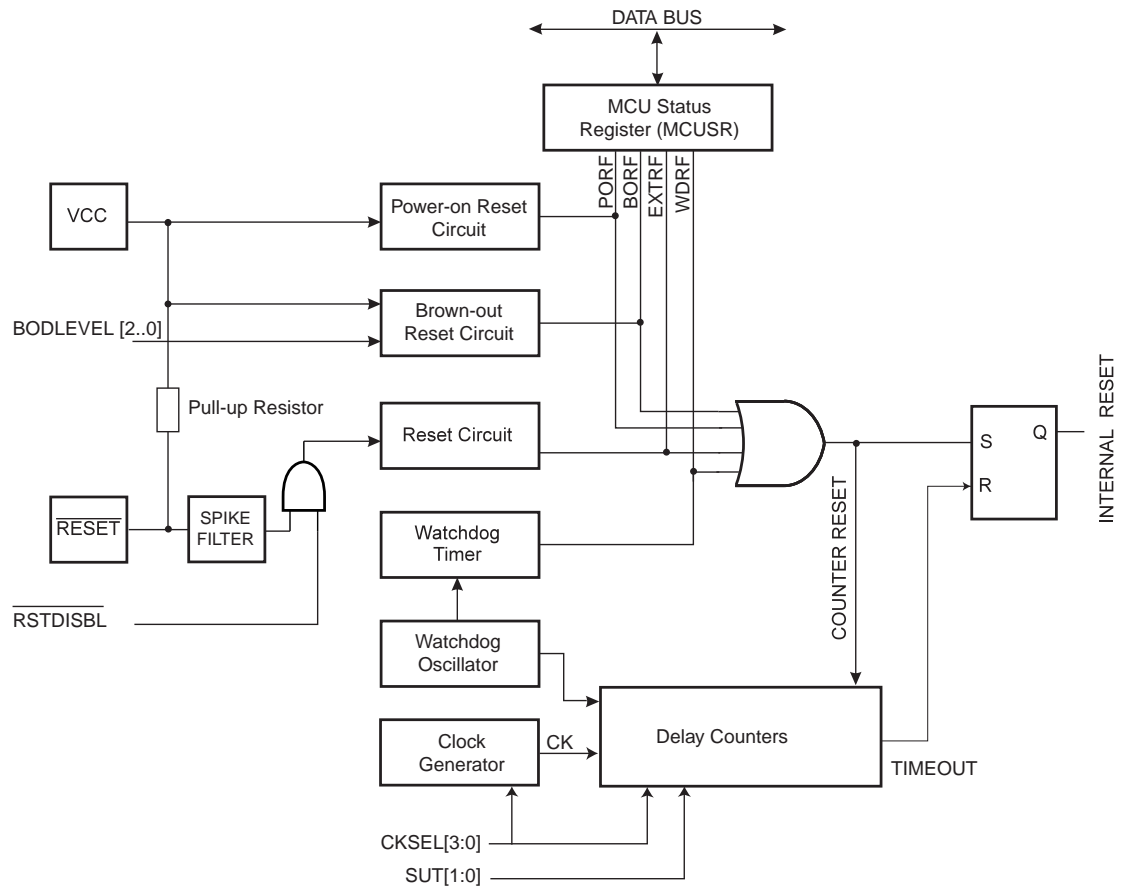 DATA BUS
MCU Status
Register (MCUSR)
PORF
BORF
EXTRF
WDRF
VCC
Power-on Reset
Circuit
Brown-out
Reset Circuit
BODLEVEL [2..0]
Pull-up Resistor
Reset Circuit
RESET
SPIKE
FILTER
Watchdog
Timer
RSTDISBL
Watchdog
Oscillator
Clock
Generator
CK
CKSEL[3:0]
SUT[1:0]
Delay Counters
COUNTER RESET
TIMEOUT
S
R
Q
INTERNAL RESET